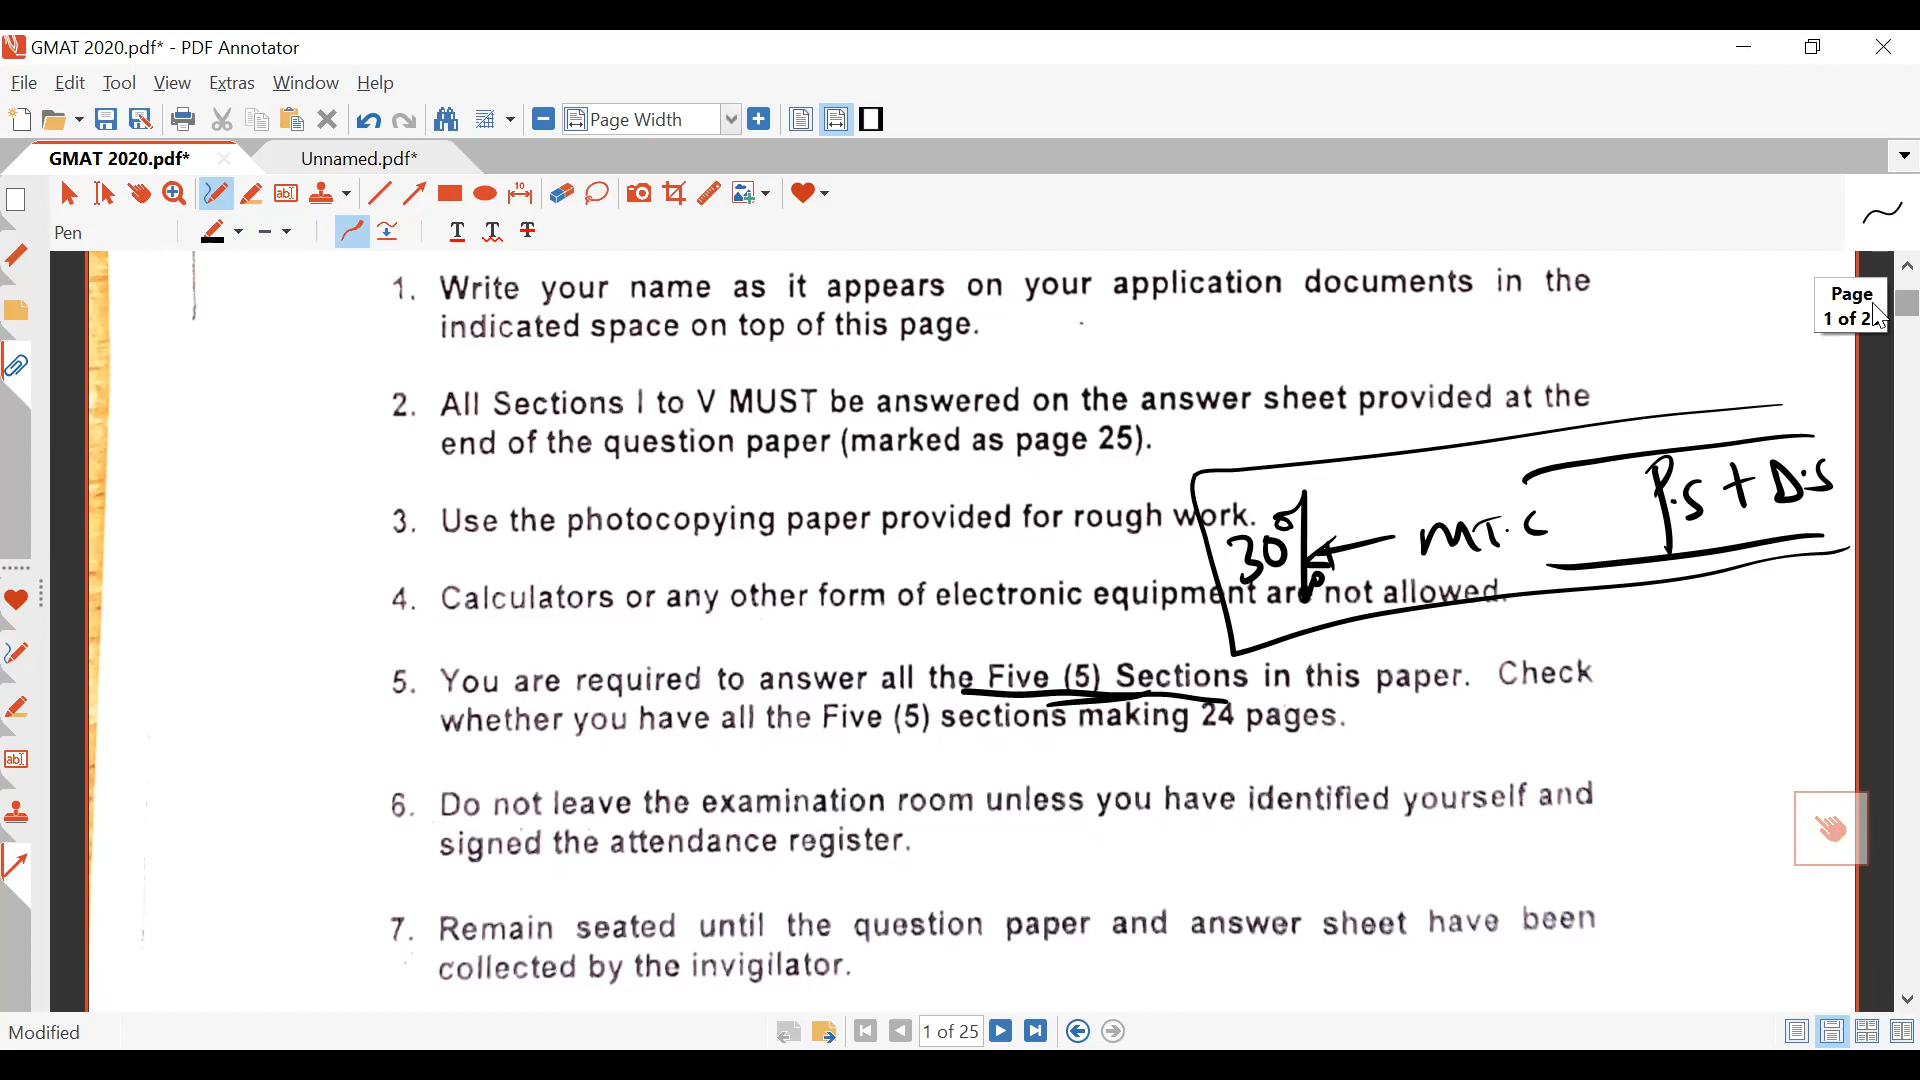 GMAT 2020.pdf* - PDF Annotator
File Edit Tool View Extras Window Help
Page Width
GMAT 2020.pdf* Unnamed.pdf*
Pen
Page
1 of 2
1. Write your name as it appears on your application documents in the
indicated space on top of this page.
2. All Sections I to V MUST be answered on the answer sheet provided at the
end of the question paper (marked as page 25).
P.S + D.S
3. Use the photocopying paper provided for rough work.
30% ← MT.C
4. Calculators or any other form of electronic equipment are not allowed.
5. You are required to answer all the Five (5) Sections in this paper. Check
whether you have all the Five (5) sections making 24 pages.
6. Do not leave the examination room unless you have identified yourself and
signed the attendance register.
7. Remain seated until the question paper and answer sheet have been
collected by the invigilator.
Modified 1 of 25